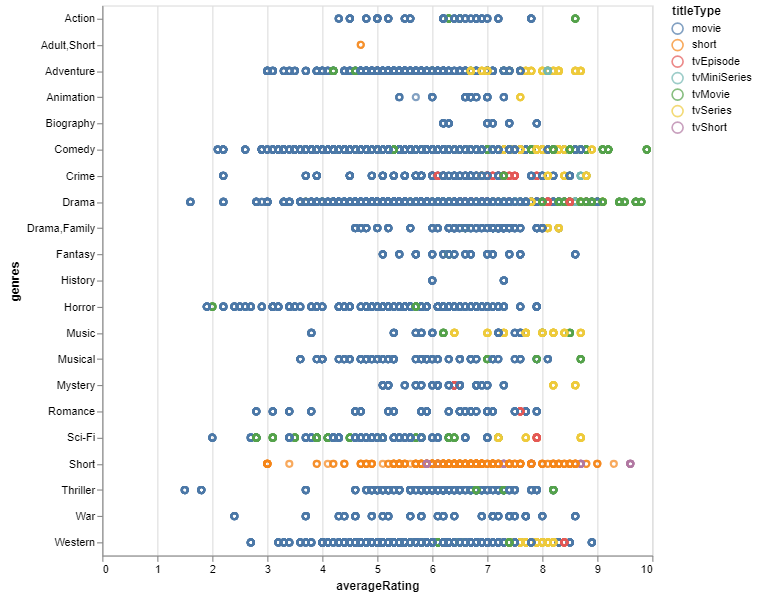 titleType
movie
short
tvEpisode
tvMiniSeries
tvMovie
tvSeries
tvShort
genres
Action
Adult,Short
Adventure
Animation
Biography
Comedy
Crime
Drama
Drama,Family
Fantasy
History
Horror
Music
Musical
Mystery
Romance
Sci-Fi
Short
Thriller
War
Western
0 1 2 3 4 5 6 7 8 9 10
averageRating